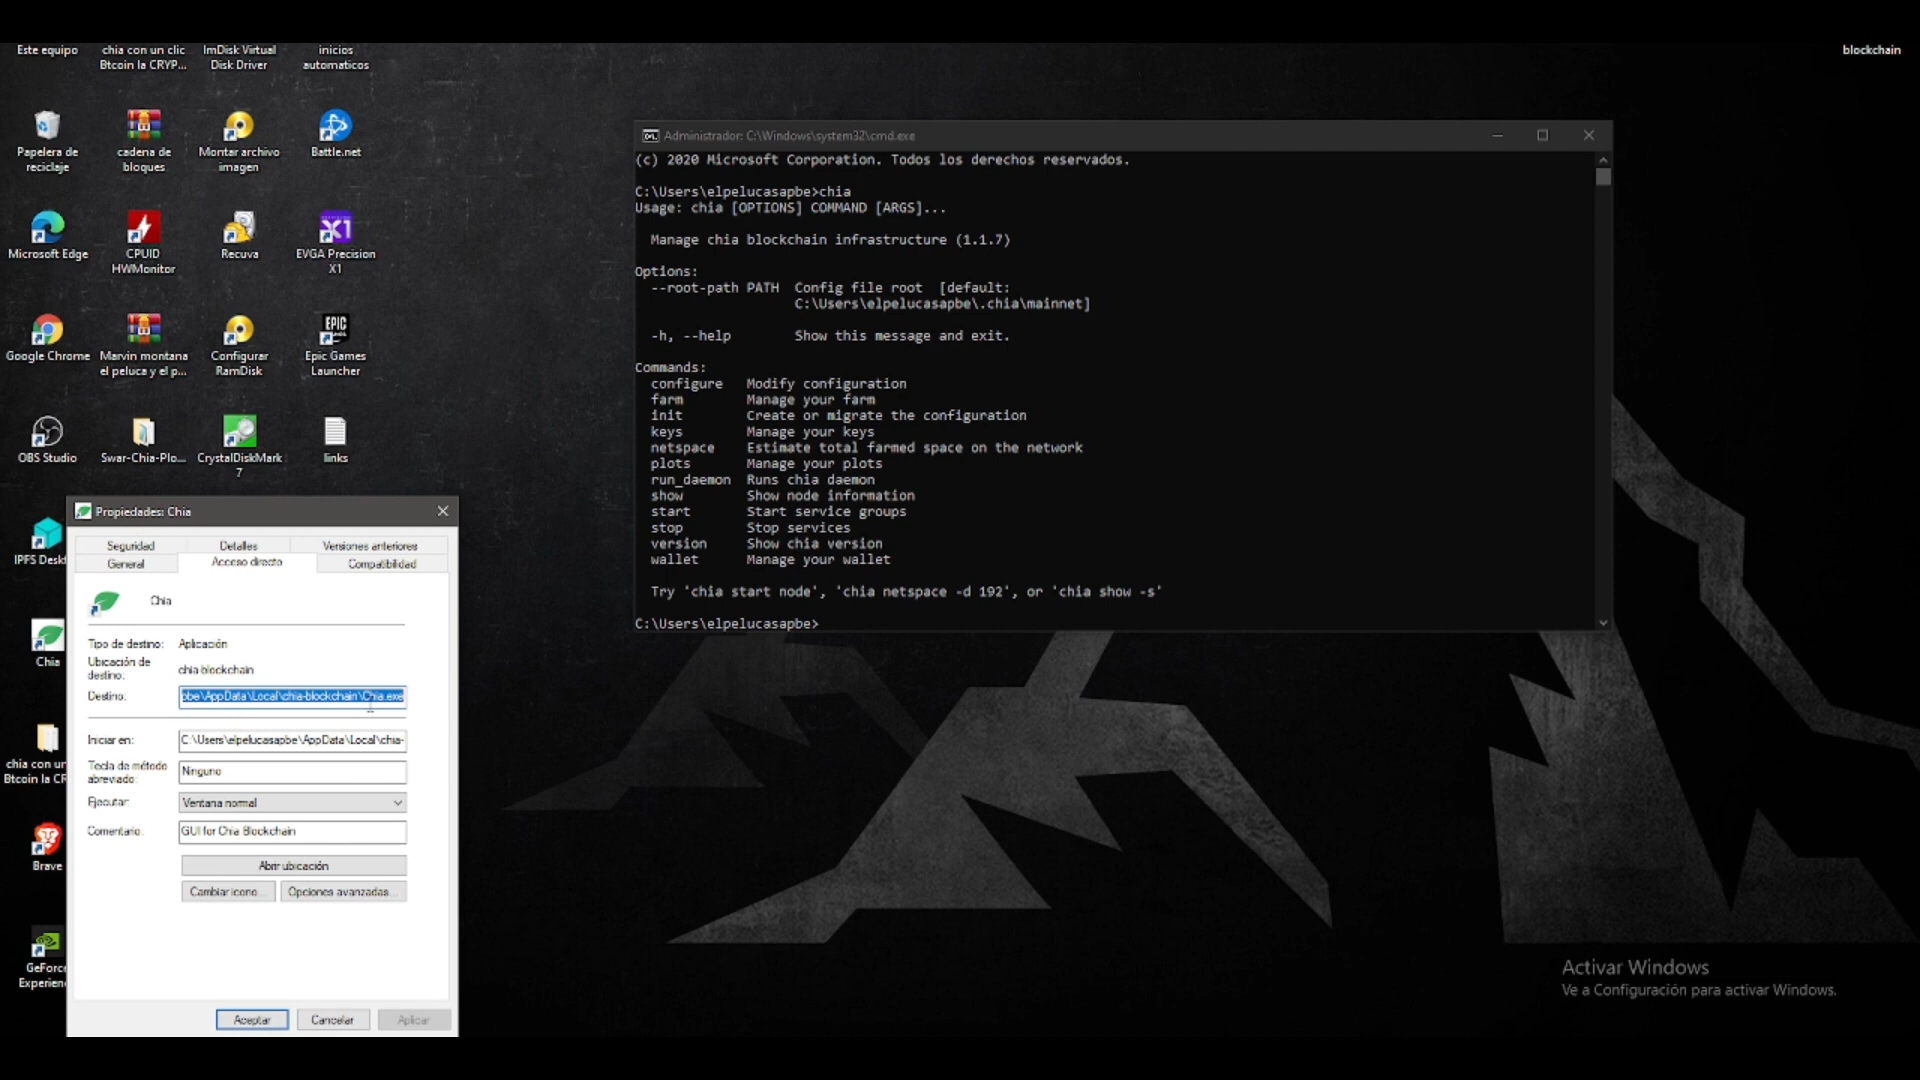 Este equipo
chia con un clic
Btcoin la CRYP...
ImDisk Virtual
Disk Driver
inicios
automaticos
blockchain
Papelera de
reciclaje
cadena de
bloques
Montar archivo
imagen
Battle.net
Microsoft Edge
CPUID
HWMonitor
Recuva
EVGA Precision
X1
Google Chrome
Marvin montana
el peluca y el p...
Configurar
RamDisk
EPIC
GAMES
Epic Games
Launcher
OBS Studio
Swar-Chia-Plo...
CrystalDiskMark
7
links
IPFS Deskt
Chia
chia con un
Btcoin la CR
Brave
GeForce
Experien
Administrador: C:\Windows\system32\cmd.exe
(c) 2020 Microsoft Corporation. Todos los derechos reservados.
C:\Users\elpelucasapbe>chia
Usage: chia [OPTIONS] COMMAND [ARGS]...
Manage chia blockchain infrastructure (1.1.7)
Options:
--root-path PATH Config file root [default:
C:\Users\elpelucasapbe\.chia\mainnet]
-h, --help Show this message and exit.
Commands:
configure Modify configuration
farm Manage your farm
init Create or migrate the configuration
keys Manage your keys
netspace Estimate total farmed space on the network
plots Manage your plots
run_daemon Runs chia daemon
show Show node information
start Start service groups
stop Stop services
version Show chia version
wallet Manage your wallet
Try 'chia start node', 'chia netspace -d 192', or 'chia show -s'
C:\Users\elpelucasapbe>
Propiedades: Chia
Seguridad Detalles Versiones anteriores
General Acceso directo Compatibilidad
Chia
Tipo de destino: Aplicación
Ubicación de
destino: chia-blockchain
Destino: pbe\AppData\Local\chia-blockchain\Chia.exe
Iniciar en: C:\Users\elpelucasapbe\AppData\Local\chia-
Tecla de método
abreviado: Ninguno
Ejecutar: Ventana normal
Comentario: GUI for Chia Blockchain
Abrir ubicación
Cambiar icono... Opciones avanzadas...
Aceptar Cancelar Aplicar
Activar Windows
Ve a Configuración para activar Windows.